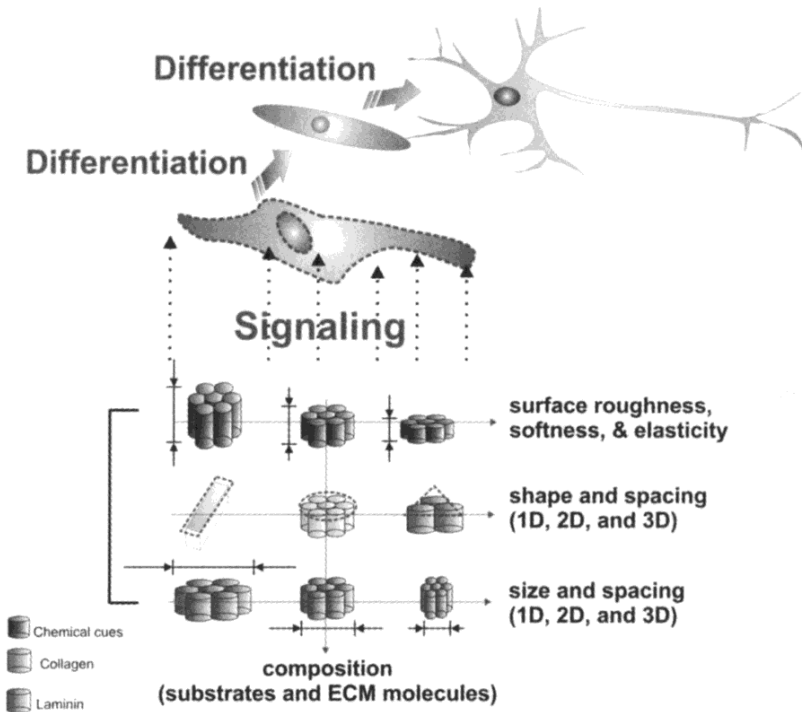 Differentiation
Differentiation
Signaling
surface roughness,
softness, & elasticity
shape and spacing
(1D, 2D, and 3D)
size and spacing
(1D, 2D, and 3D)
Chemical cues
Collagen
Laminin
composition
(substrates and ECM molecules)